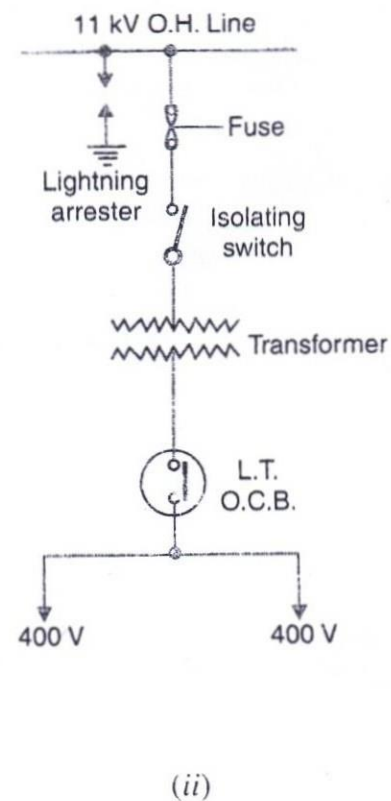 11 kV O.H. Line
Fuse
Lightning
arrester
Isolating
switch
Transformer
L.T.
O.C.B.
400 V
400 V
(ii)